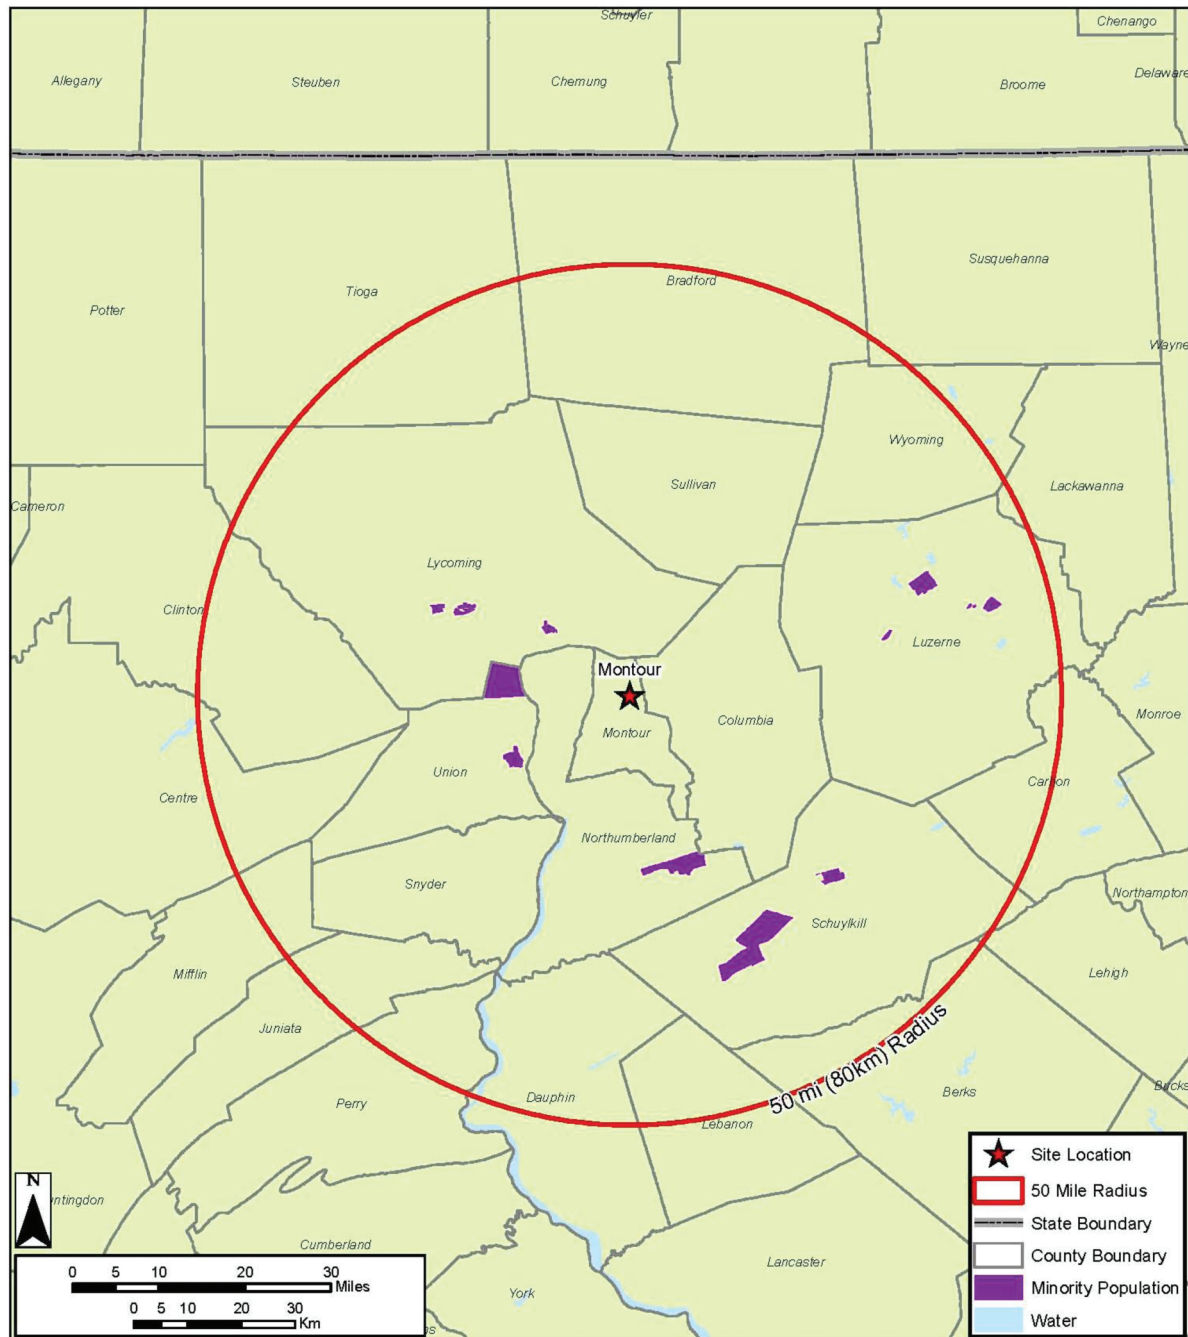 Schuyler
Chenango
Allegany
Steuben
Chemung
Broome
Delaware
Susquehanna
Bradford
Tioga
Potter
Wayne
Wyoming
Sullivan
Lackawanna
Cameron
Lycoming
Clinton
Luzerne
Montour
Monroe
Columbia
Montour
Union
Carbon
Centre
Northumberland
Snyder
Northampton
Schuylkill
Mifflin
Lehigh
Juniata
50 mi (80km) Radius
Bucks
Berks
Dauphin
Perry
Lebanon
Site Location
N
50 Mile Radius
untingdon
State Boundary
Cumberland
County Boundary
Lancaster
0 5 10 20 30
Miles
Minority Population
York
0 5 10 20 30
Km
Water